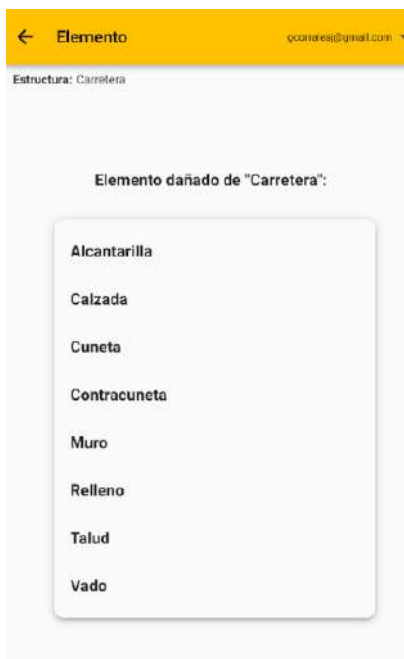 Elemento
Estructura: Carretera
Elemento dañado de "Carretera":
Alcantarilla
Calzada
Cuneta
Contracuneta
Muro
Relleno
Talud
Vado